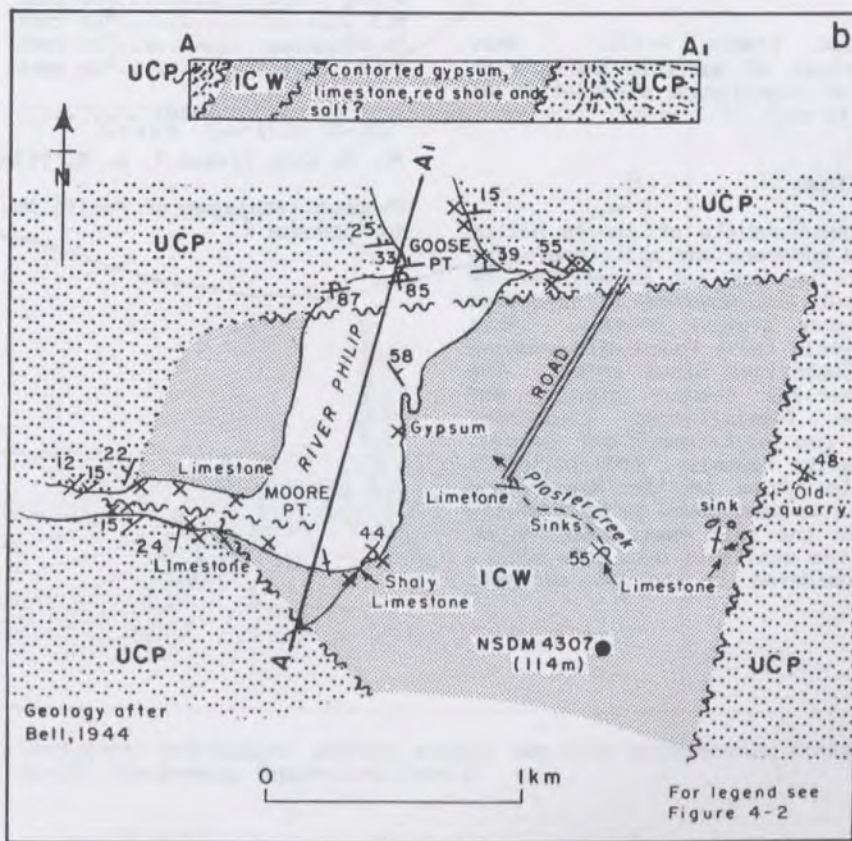 b
A
A1
UCP
ICW
Contorted gypsum,
limestone, red shale and
salt?
UCP
N
A1
15
UCP
UCP
25
GOOSE
PT.
33
39
55
87
85
RIVER PHILIP
58
ROAD
Gypsum
22
12
15
Limestone
MOORE
PT.
Limetone
Plaster Creek
Sinks
48
Old
quarry
sink
15
24
Limestone
44
55
Limestone
Shaly
Limestone
ICW
A
NSDM 4307
(114m)
UCP
UCP
Geology after
Bell, 1944
0
1km
For legend see
Figure 4-2